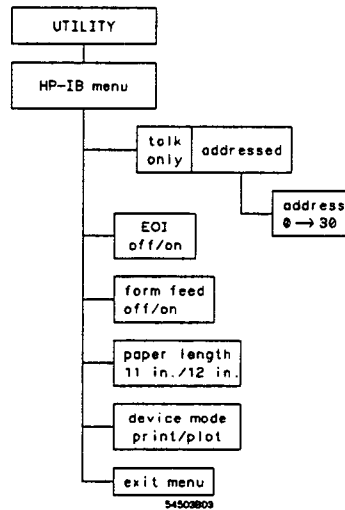 UTILITY
HP-IB menu
talk only
addressed
address
0 → 30
EOI
off/on
form feed
off/on
paper length
11 in./12 in.
device mode
print/plot
exit menu
54503B03